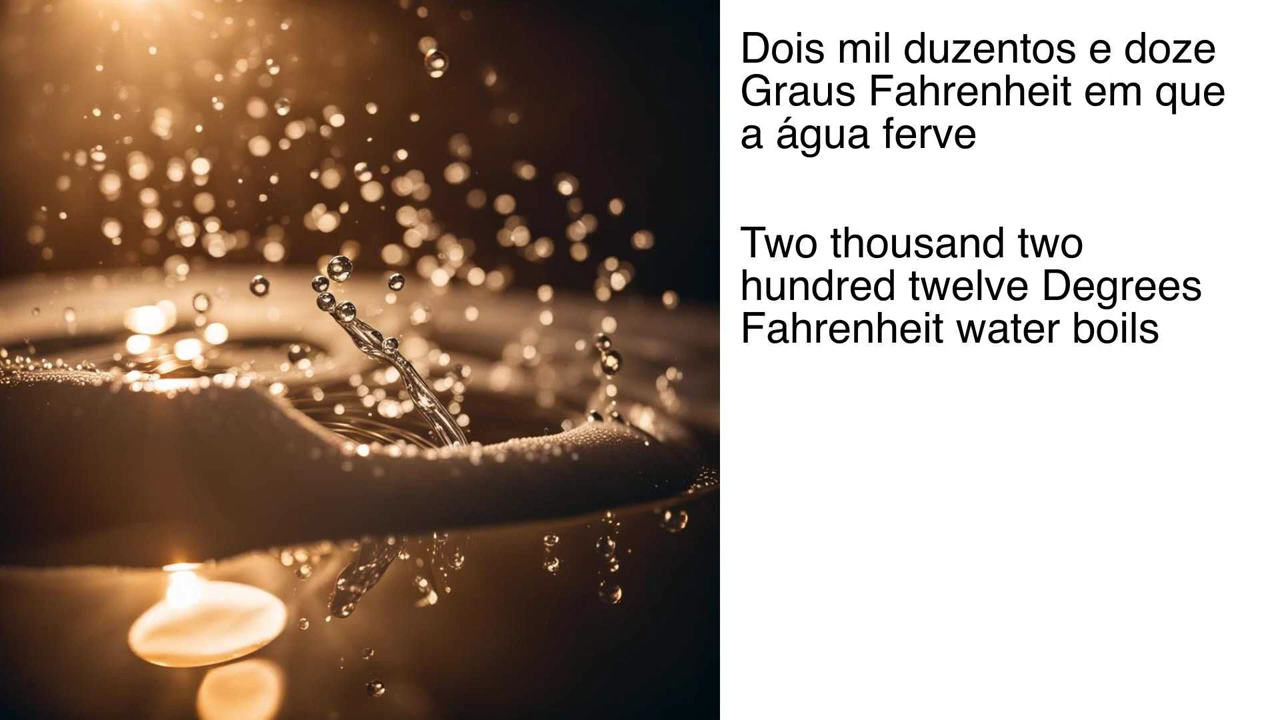 Dois mil duzentos e doze
Graus Fahrenheit em que
a água ferve
Two thousand two
hundred twelve Degrees
Fahrenheit water boils